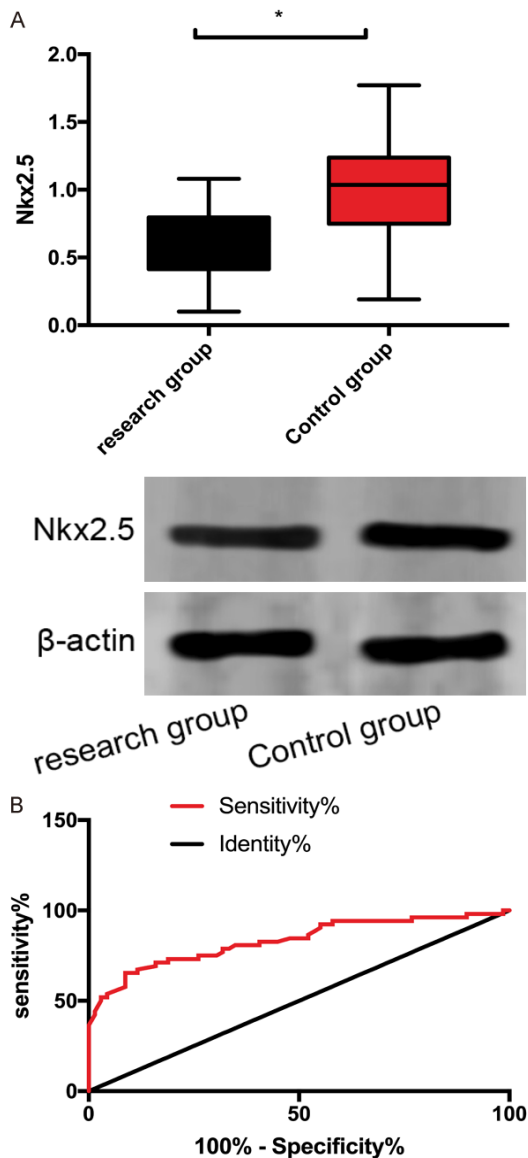 A
*
2.0
1.5
1.0
0.5
0.0
Nkx2.5
research group
Control group
Nkx2.5
β-actin
research group
Control group
B
Sensitivity%
Identity%
150
100
50
0
sensitivity%
0
50
100
100% - Specificity%